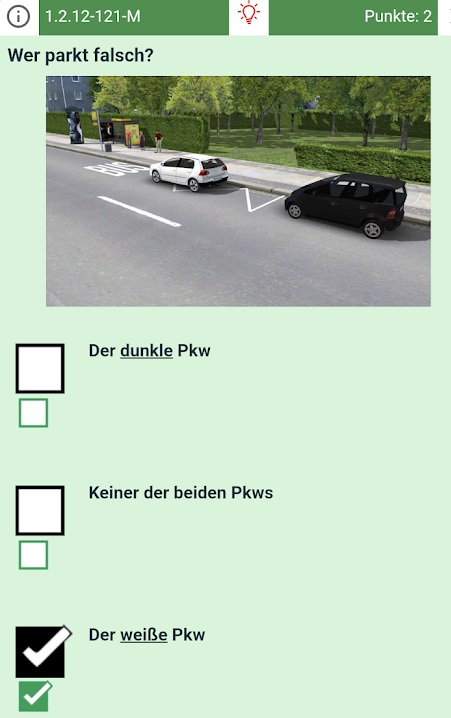 1.2.12-121-M
Punkte: 2
Wer parkt falsch?
BUS
Der dunkle Pkw
Keiner der beiden Pkws
Der weiße Pkw